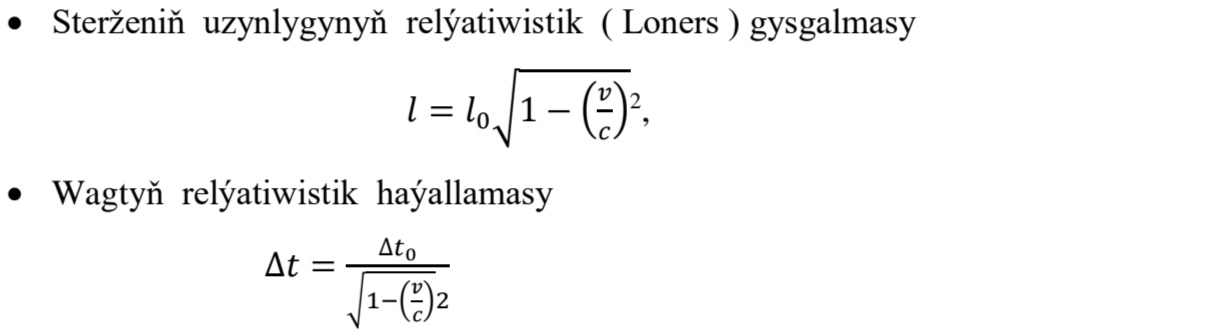 • Sterženiň uzynlygynyň relýatiwistik ( Loners ) gysgalmasy
l = l₀√1 − (v/c)²,
• Wagtyň relýatiwistik haýallamasy
Δt = Δt₀/√1−(v/c)2